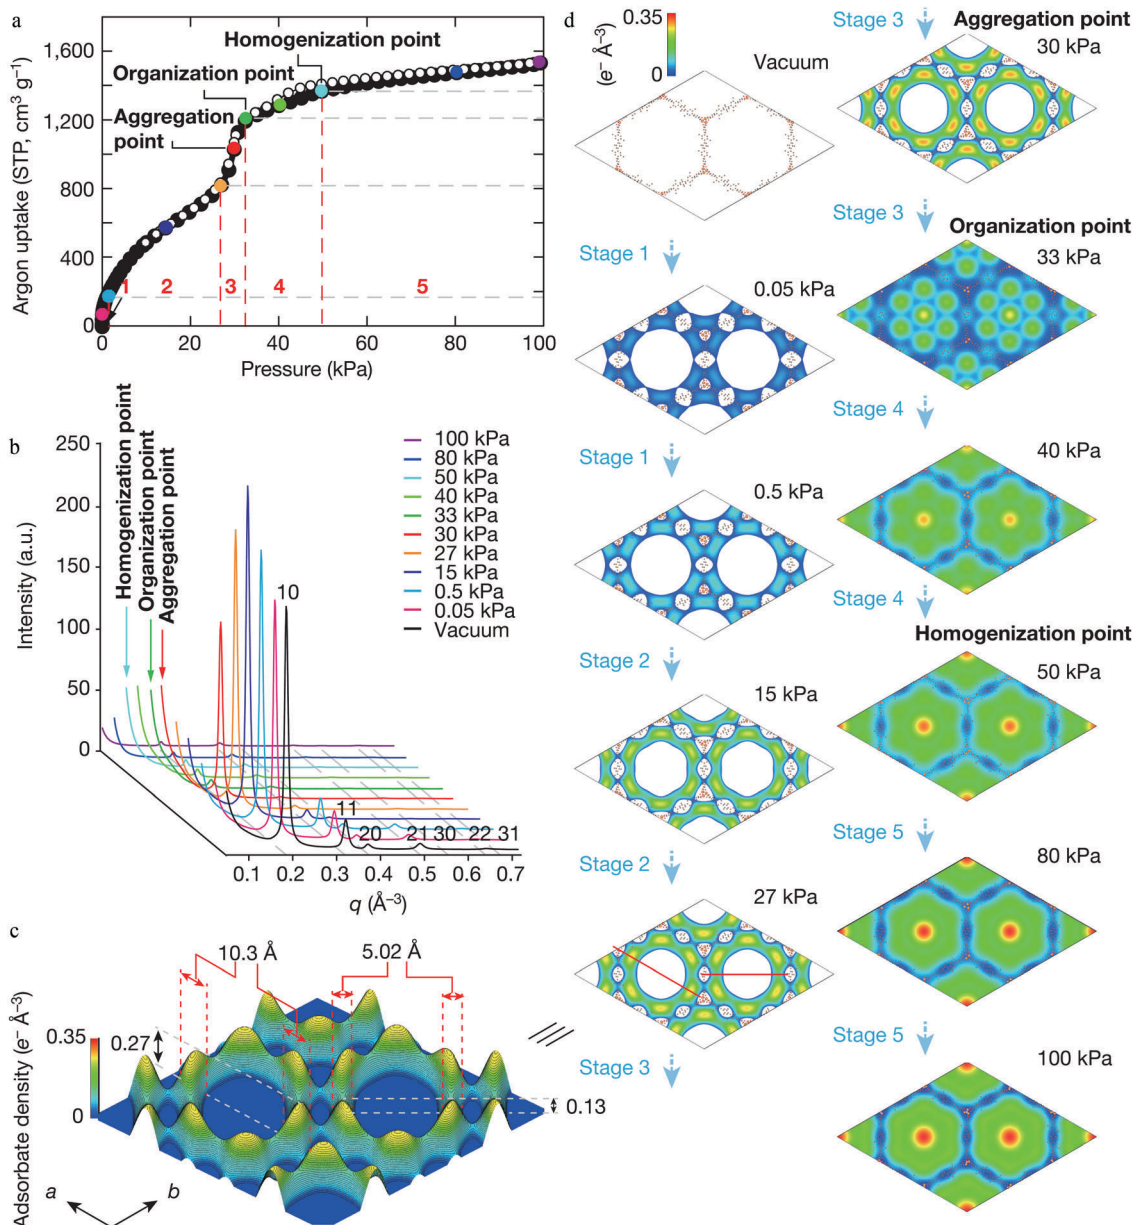 a
Argon uptake (STP, cm³ g⁻¹)
1,600
1,200
800
400
0
Homogenization point
Organization point
Aggregation
point
1 2 3 4 5
0 20 40 60 80 100
Pressure (kPa)
b
Intensity (a.u.)
250
200
150
100
50
0
Homogenization point
Organization point
Aggregation point
100 kPa
80 kPa
50 kPa
40 kPa
33 kPa
30 kPa
27 kPa
15 kPa
0.5 kPa
0.05 kPa
Vacuum
10
11
20 21 30 22 31
0.1 0.2 0.3 0.4 0.5 0.6 0.7
q (Å⁻³)
c
10.3 Å 5.02 Å
Adsorbate density (e⁻ Å⁻³)
0.35
0
0.27
0.13
a b
d
0.35
0
(e⁻ Å⁻³)
Vacuum
Stage 1
0.05 kPa
Stage 1
0.5 kPa
Stage 2
15 kPa
Stage 2
27 kPa
Stage 3
Stage 3
Aggregation point
30 kPa
Stage 3
Organization point
33 kPa
Stage 4
40 kPa
Stage 4
Homogenization point
50 kPa
Stage 5
80 kPa
Stage 5
100 kPa